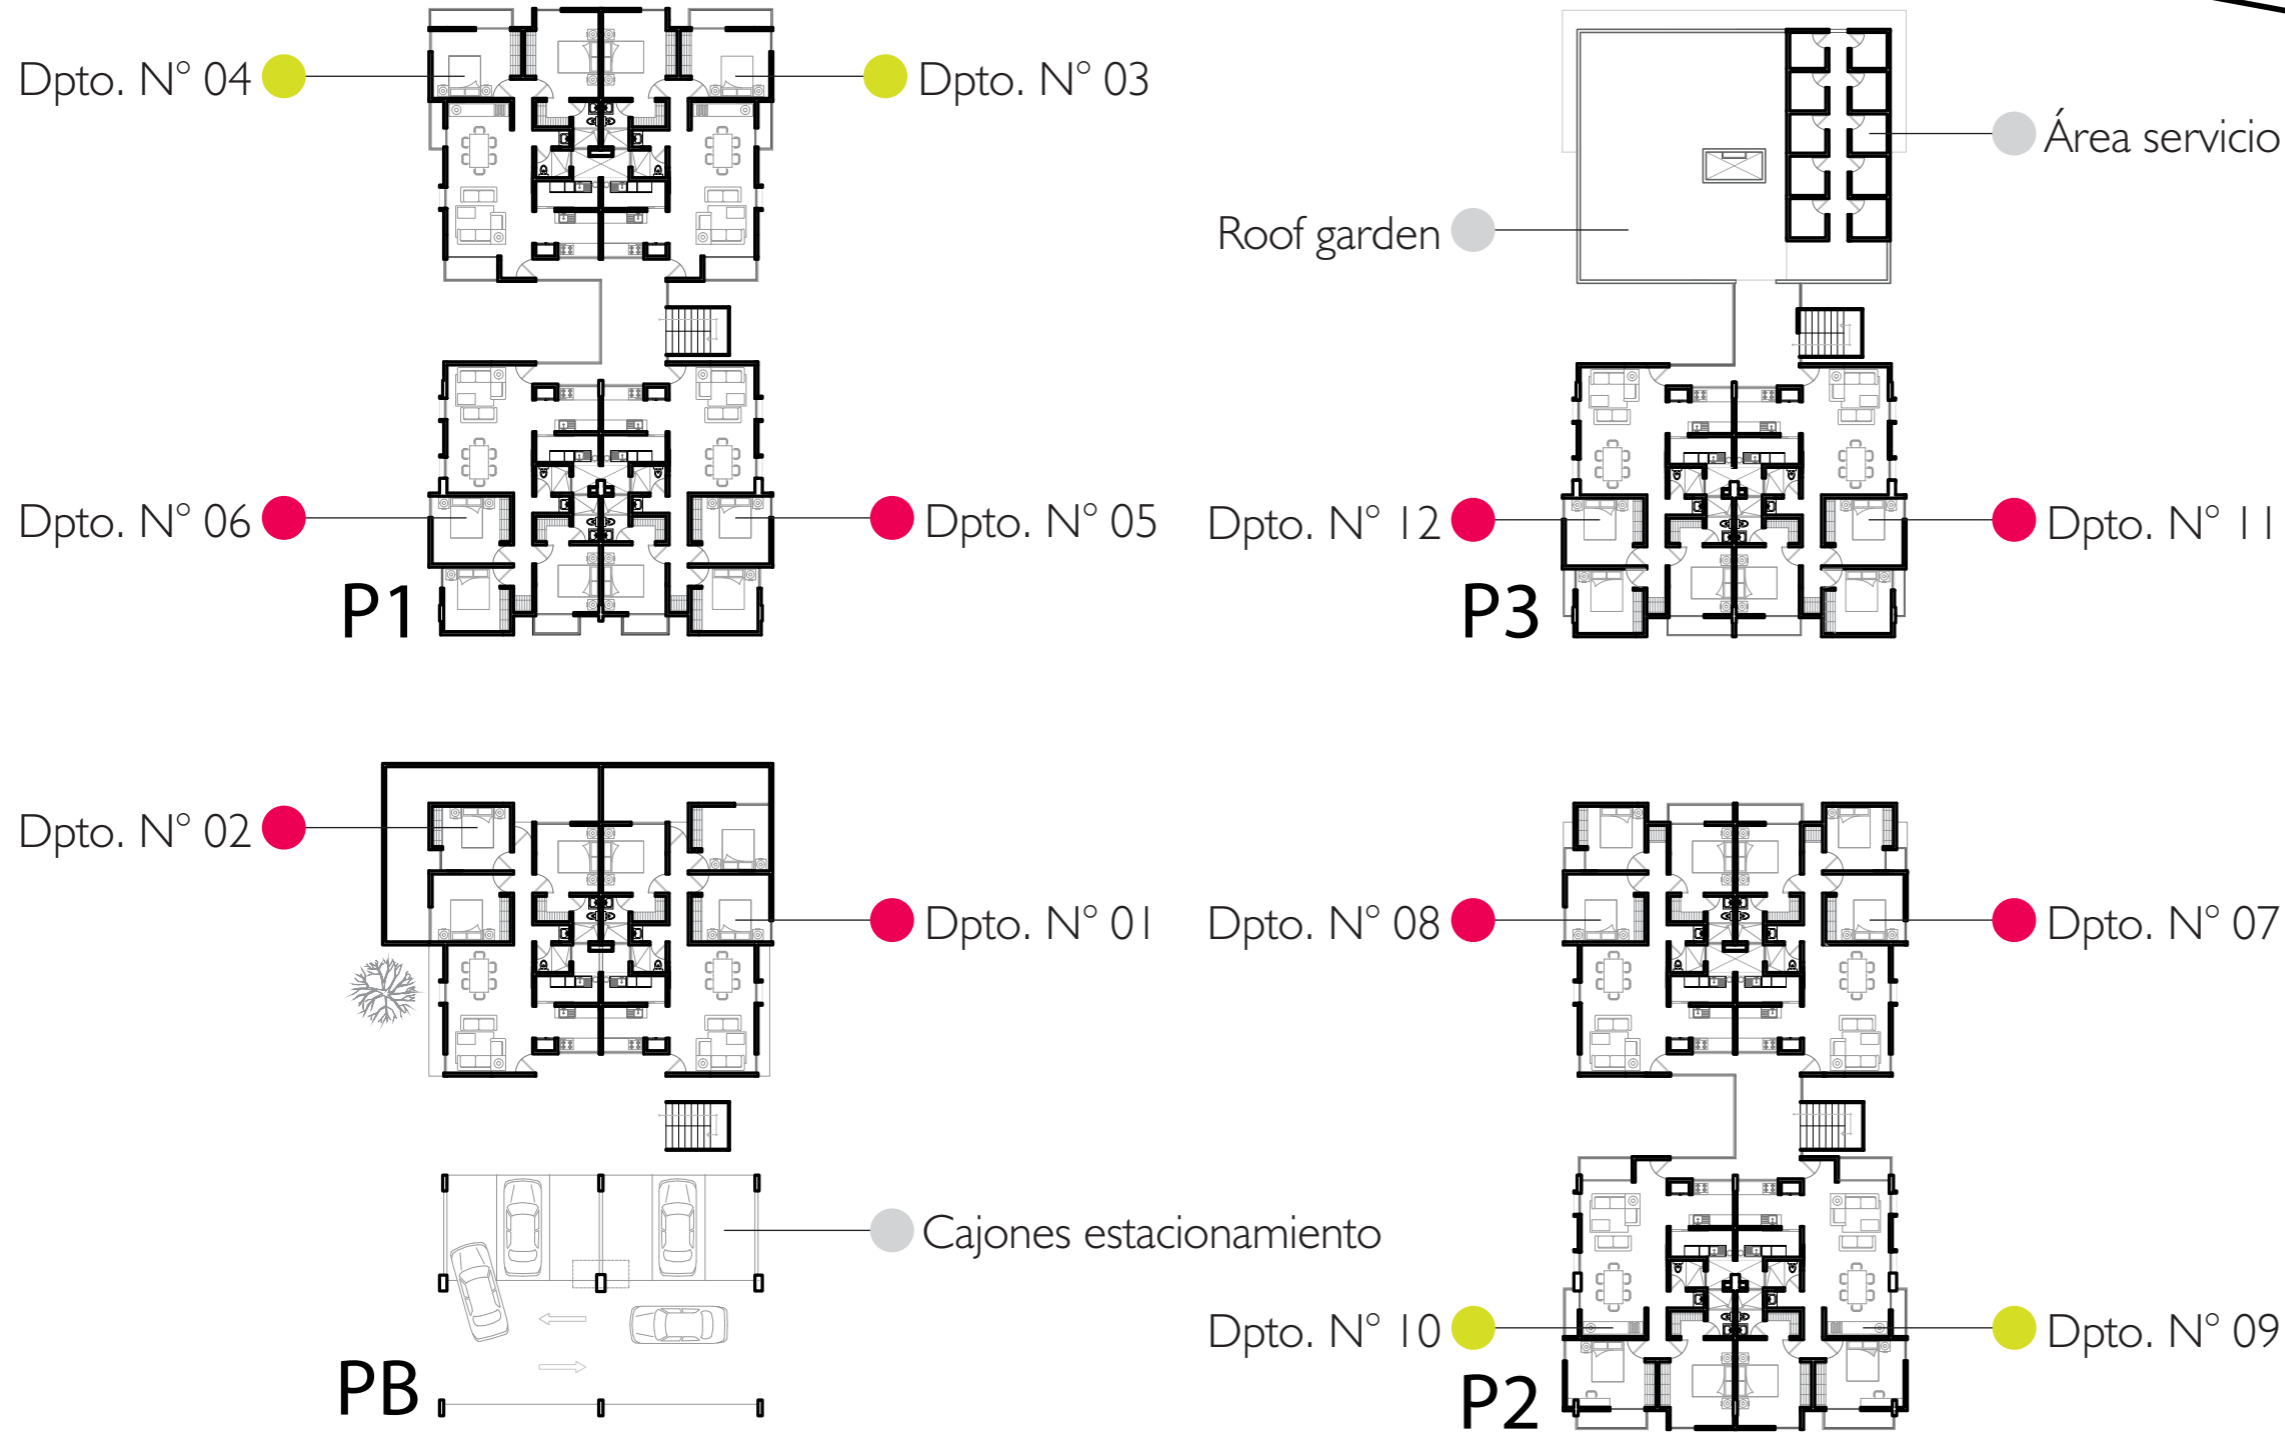 Dpto. N° 04
Dpto. N° 03
Dpto. N° 06
Dpto. N° 05
P1
Área servicio
Roof garden
Dpto. N° 12
Dpto. N° 11
P3
Dpto. N° 02
Dpto. N° 01
Cajones estacionamiento
PB
Dpto. N° 08
Dpto. N° 07
Dpto. N° 10
Dpto. N° 09
P2